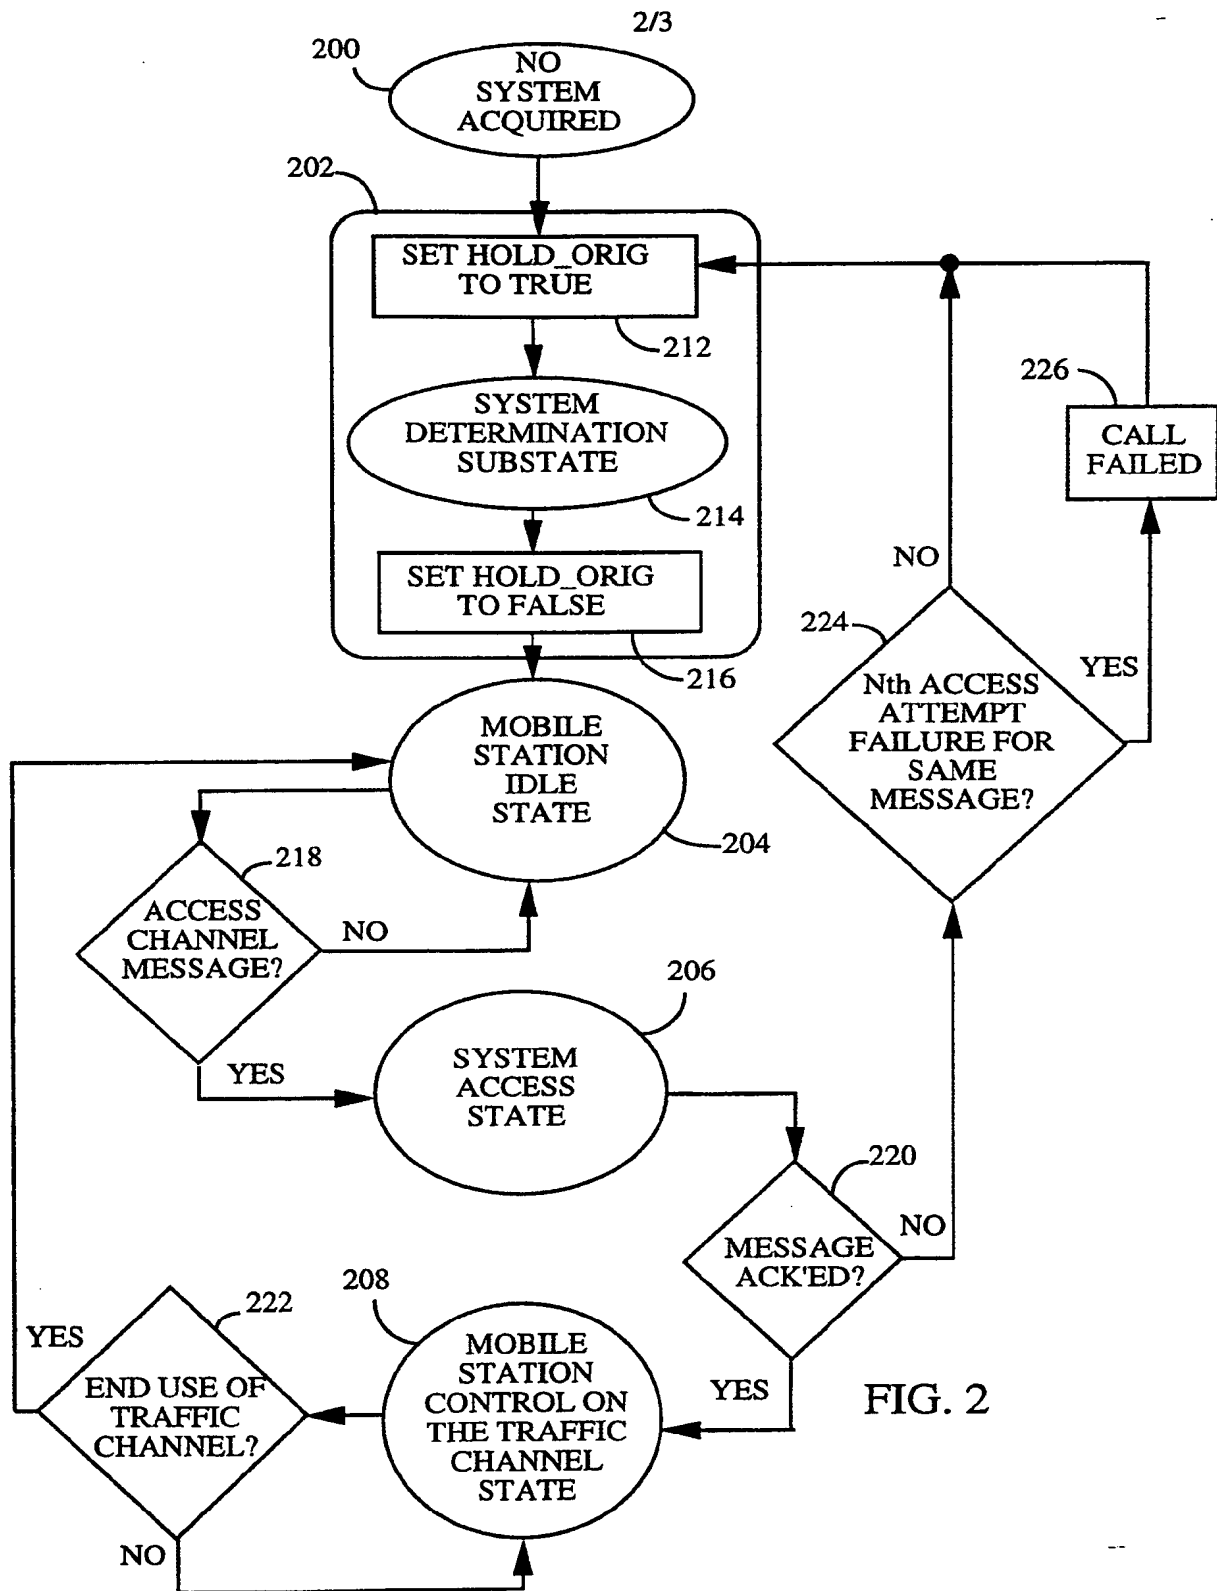 2/3
200
NO
SYSTEM
ACQUIRED
202
SET HOLD_ORIG
TO TRUE
212
SYSTEM
DETERMINATION
SUBSTATE
214
SET HOLD_ORIG
TO FALSE
216
226
CALL
FAILED
NO
YES
224
Nth ACCESS
ATTEMPT
FAILURE FOR
SAME
MESSAGE?
MOBILE
STATION
IDLE
STATE
204
218
ACCESS
CHANNEL
MESSAGE?
NO
YES
206
SYSTEM
ACCESS
STATE
220
MESSAGE
ACK'ED?
NO
YES
208
MOBILE
STATION
CONTROL ON
THE TRAFFIC
CHANNEL
STATE
222
END USE OF
TRAFFIC
CHANNEL?
YES
NO
FIG. 2